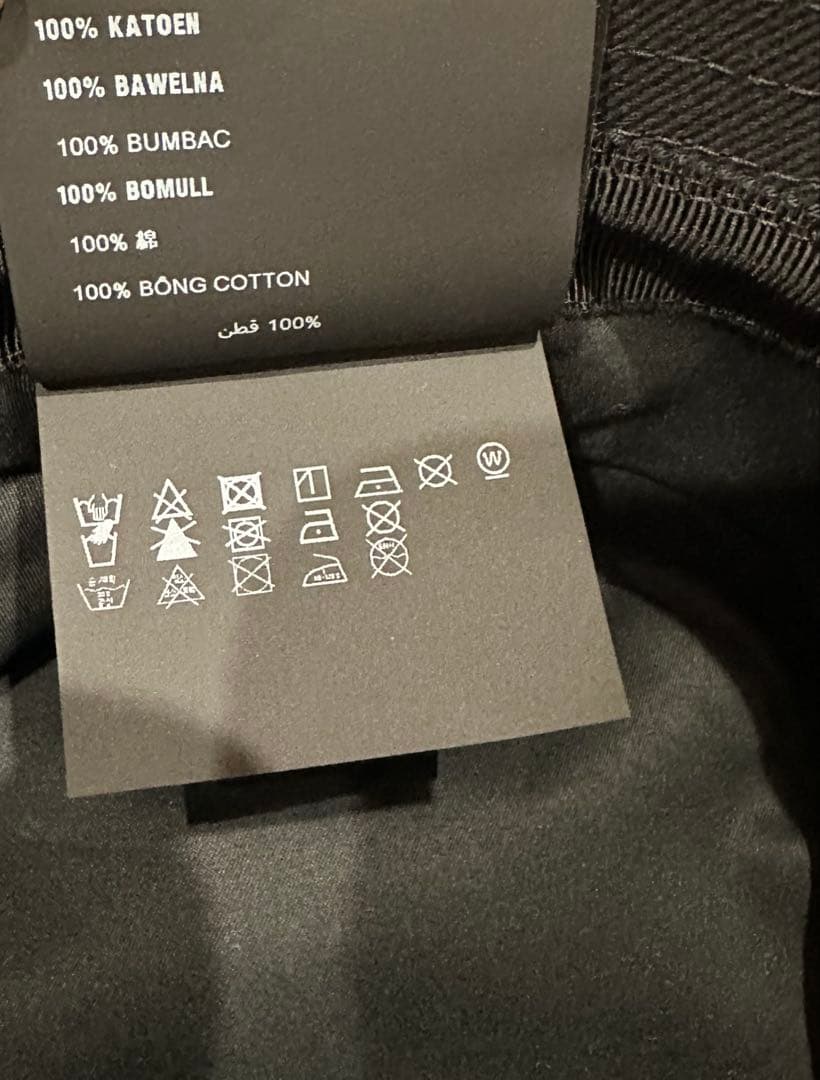 100% KATOEN
100% BAWELNA
100% BUMBAC
100% BOMULL
100% 綿
100% BÔNG COTTON
100% قطن
W